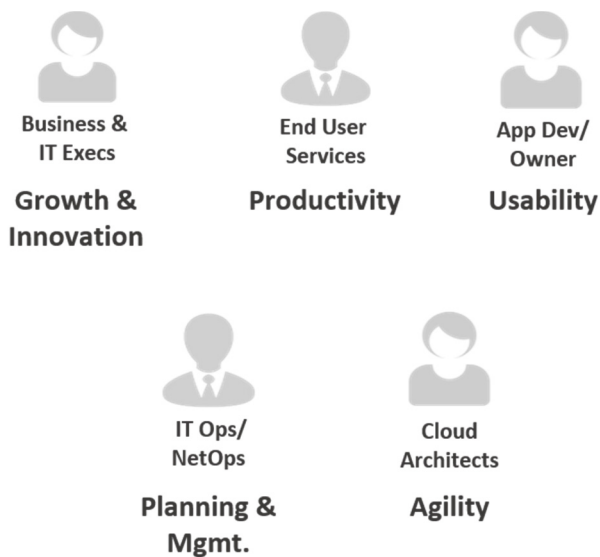 Business &
IT Execs
Growth &
Innovation
End User
Services
Productivity
App Dev/
Owner
Usability
IT Ops/
NetOps
Planning &
Mgmt.
Cloud
Architects
Agility